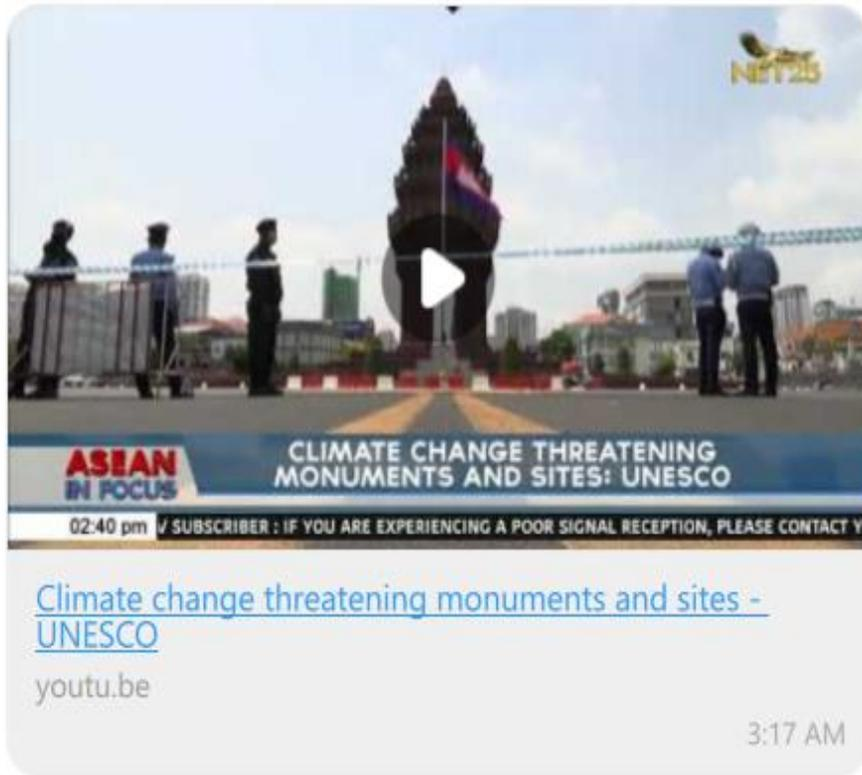 NET25
CLIMATE CHANGE THREATENING
MONUMENTS AND SITES: UNESCO
ASEAN
IN FOCUS
02:40 pm
V SUBSCRIBER : IF YOU ARE EXPERIENCING A POOR SIGNAL RECEPTION, PLEASE CONTACT Y
Climate change threatening monuments and sites -
UNESCO
youtu.be
3:17 AM